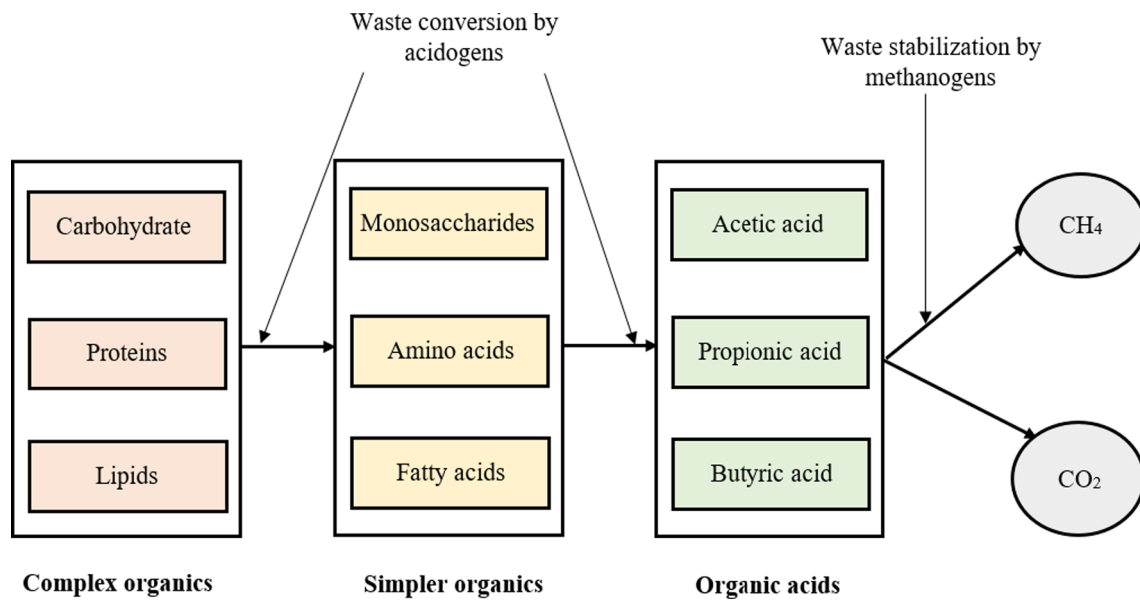 Waste conversion by
acidogens
Waste stabilization by
methanogens
Carbohydrate
Proteins
Lipids
Monosaccharides
Amino acids
Fatty acids
Acetic acid
Propionic acid
Butyric acid
CH₄
CO₂
Complex organics
Simpler organics
Organic acids